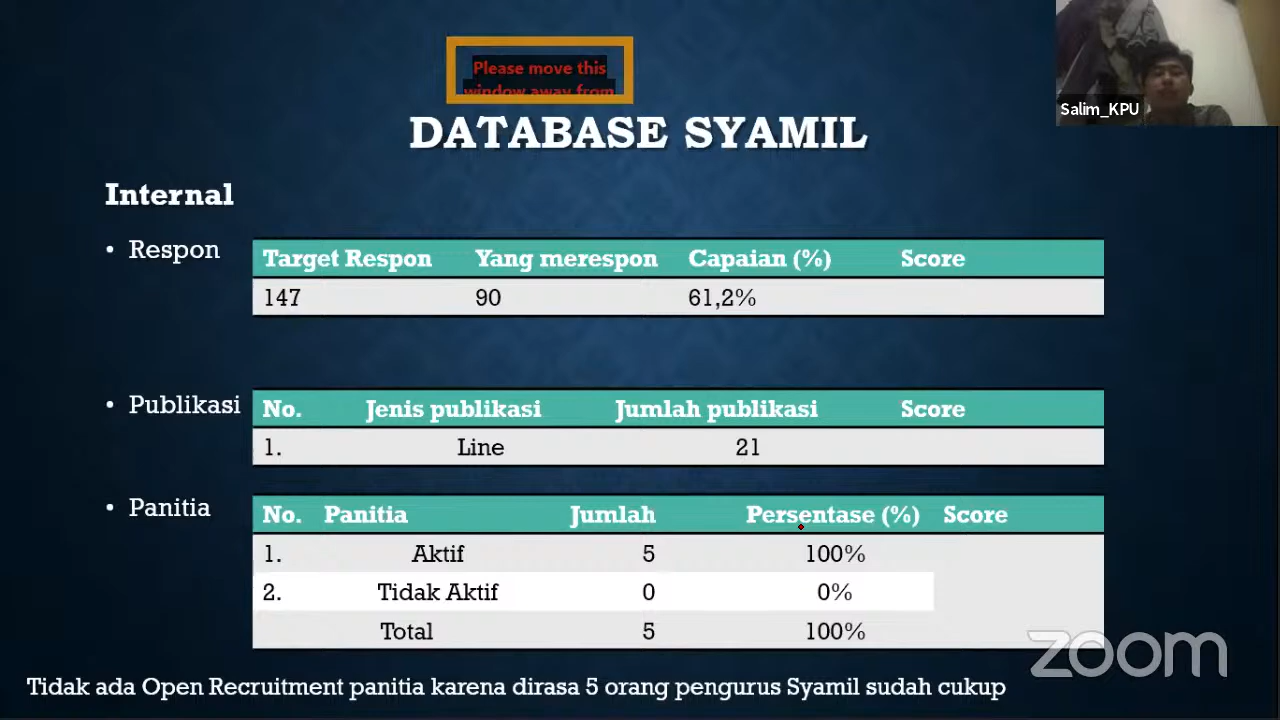 Please move this
window away from
Salim_KPU
DATABASE SYAMIL
Internal
• Respon
Target Respon Yang merespon Capaian (%) Score
147 90 61,2%
• Publikasi
No. Jenis publikasi Jumlah publikasi Score
1. Line 21
• Panitia
No. Panitia Jumlah Persentase (%) Score
1. Aktif 5 100%
2. Tidak Aktif 0 0%
Total 5 100%
zoom
Tidak ada Open Recruitment panitia karena dirasa 5 orang pengurus Syamil sudah cukup